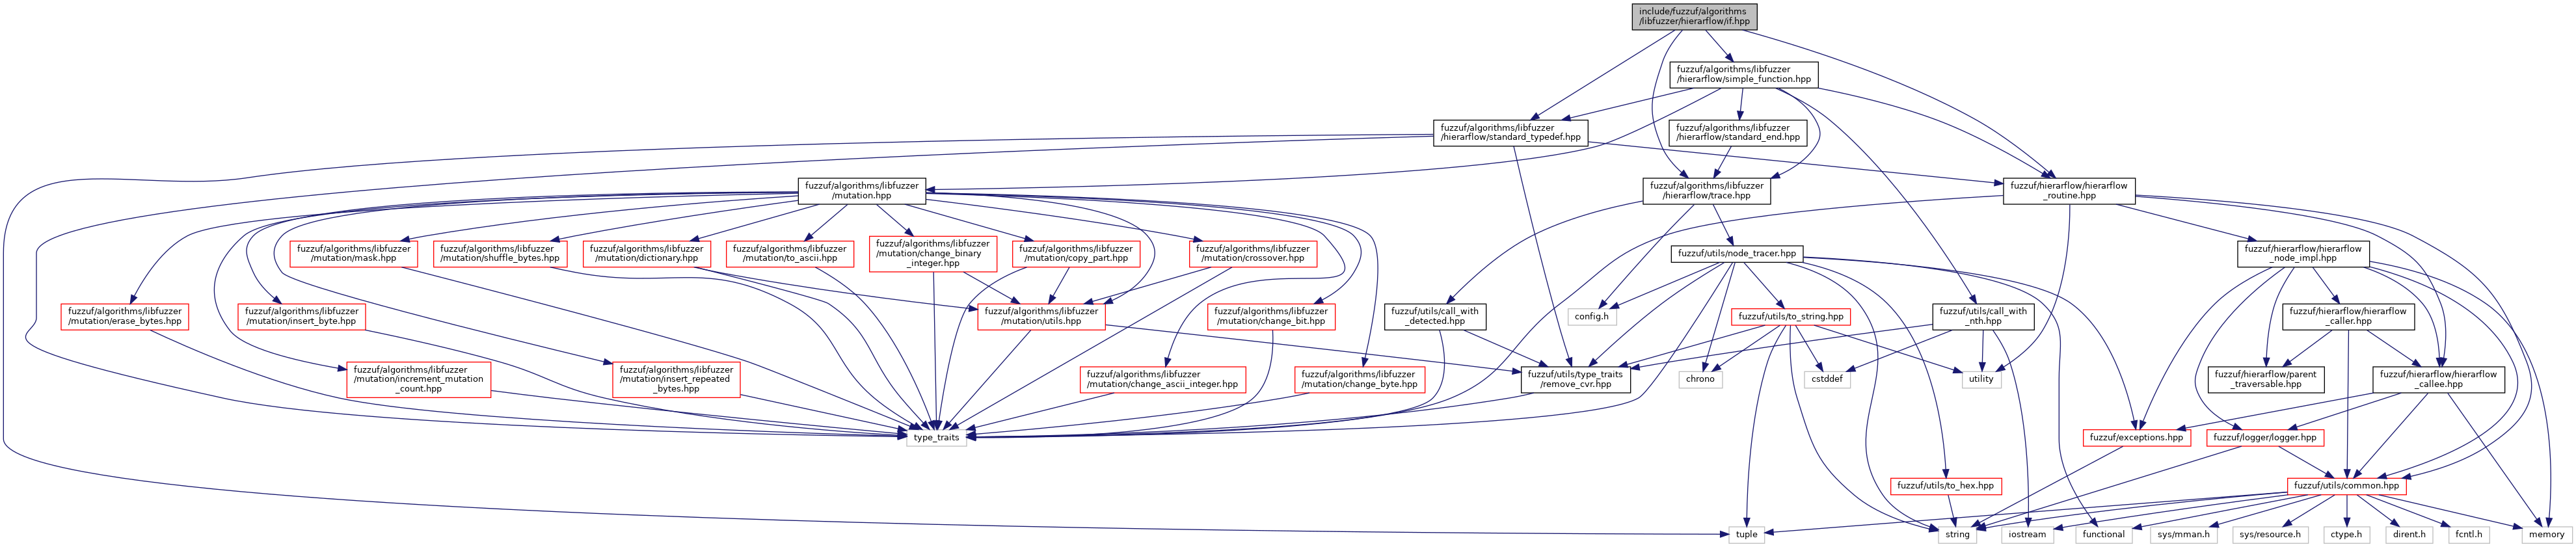 include/fuzzuf/algorithms
/libfuzzer/hierarflow/if.hpp
fuzzuf/algorithms/libfuzzer
/hierarflow/simple_function.hpp
fuzzuf/algorithms/libfuzzer
/hierarflow/standard_typedef.hpp
fuzzuf/algorithms/libfuzzer
/hierarflow/standard_end.hpp
fuzzuf/algorithms/libfuzzer
/mutation.hpp
fuzzuf/algorithms/libfuzzer
/hierarflow/trace.hpp
fuzzuf/hierarflow/hierarflow
_routine.hpp
fuzzuf/algorithms/libfuzzer
/mutation/mask.hpp
fuzzuf/algorithms/libfuzzer
/mutation/shuffle_bytes.hpp
fuzzuf/algorithms/libfuzzer
/mutation/dictionary.hpp
fuzzuf/algorithms/libfuzzer
/mutation/to_ascii.hpp
fuzzuf/algorithms/libfuzzer
/mutation/change_binary
_integer.hpp
fuzzuf/algorithms/libfuzzer
/mutation/copy_part.hpp
fuzzuf/algorithms/libfuzzer
/mutation/crossover.hpp
fuzzuf/utils/node_tracer.hpp
fuzzuf/hierarflow/hierarflow
_node_impl.hpp
fuzzuf/algorithms/libfuzzer
/mutation/erase_bytes.hpp
fuzzuf/algorithms/libfuzzer
/mutation/insert_byte.hpp
fuzzuf/algorithms/libfuzzer
/mutation/utils.hpp
fuzzuf/algorithms/libfuzzer
/mutation/change_bit.hpp
fuzzuf/utils/call_with
_detected.hpp
config.h
fuzzuf/utils/to_string.hpp
fuzzuf/utils/call_with
_nth.hpp
fuzzuf/hierarflow/hierarflow
_caller.hpp
fuzzuf/algorithms/libfuzzer
/mutation/increment_mutation
_count.hpp
fuzzuf/algorithms/libfuzzer
/mutation/insert_repeated
_bytes.hpp
fuzzuf/algorithms/libfuzzer
/mutation/change_ascii_integer.hpp
fuzzuf/algorithms/libfuzzer
/mutation/change_byte.hpp
fuzzuf/utils/type_traits
/remove_cvr.hpp
chrono
cstddef
utility
fuzzuf/hierarflow/parent
_traversable.hpp
fuzzuf/hierarflow/hierarflow
_callee.hpp
type_traits
fuzzuf/exceptions.hpp
fuzzuf/logger/logger.hpp
fuzzuf/utils/to_hex.hpp
fuzzuf/utils/common.hpp
tuple
string
iostream
functional
sys/mman.h
sys/resource.h
ctype.h
dirent.h
fcntl.h
memory